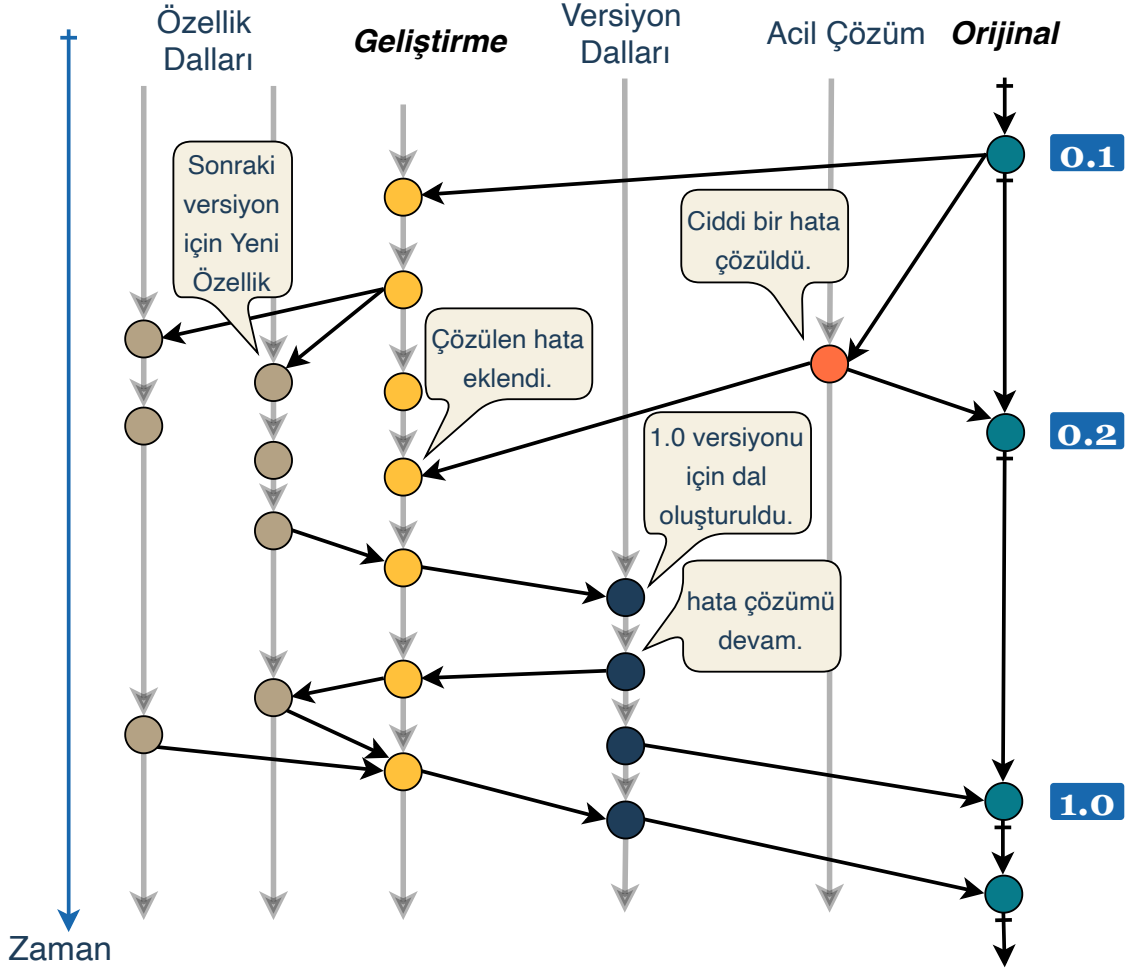 Özellik
Dalları
Geliştirme
Versiyon
Dalları
Acil Çözüm
Orijinal
0.1
Sonraki
versiyon
için Yeni
Özellik
Ciddi bir hata
çözüldü.
Çözülen hata
eklendi.
0.2
1.0 versiyonu
için dal
oluşturuldu.
hata çözümü
devam.
1.0
Zaman